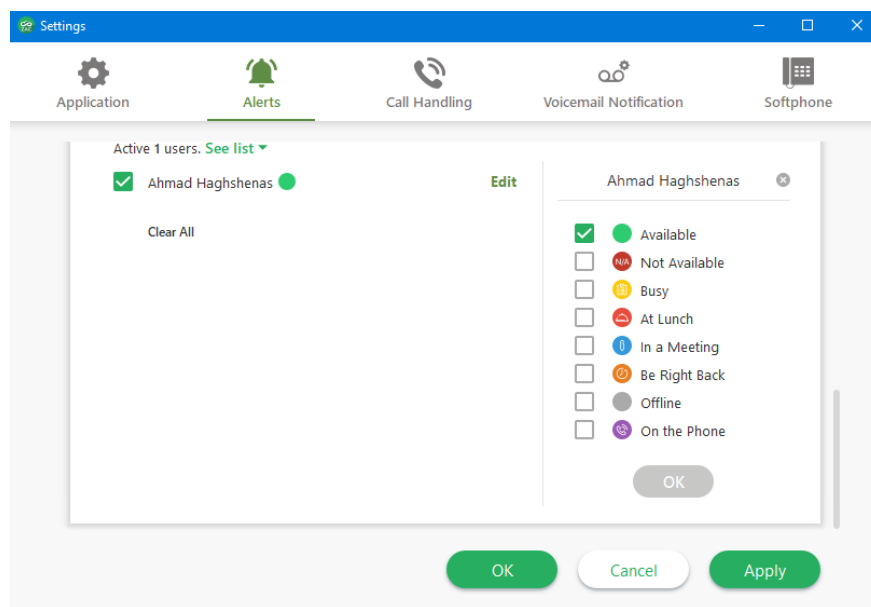 Settings
Application
Alerts
Call Handling
Voicemail Notification
Softphone
Active 1 users. See list
Ahmad Haghshenas
Edit
Clear All
Ahmad Haghshenas
Available
N/A Not Available
Busy
At Lunch
In a Meeting
Be Right Back
Offline
On the Phone
OK
OK
Cancel
Apply